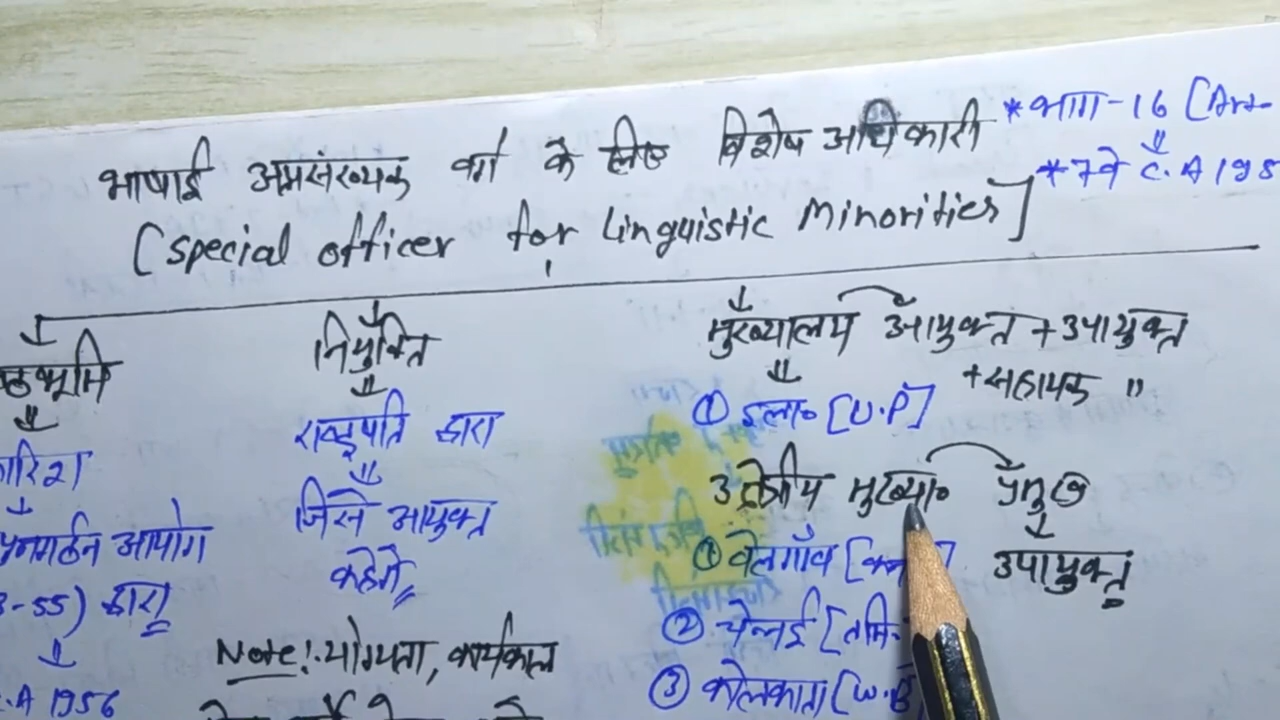 भाषाई अल्पसंख्यक वर्ग के लिए विशेष अधिकारी
[special officer for Linguistic Minorities]
*भाग-16 [Art-
⇓
*7वे C.A 195
नियुक्ति
⇓
राष्ट्रपति द्वारा
⇓
जिसे आयुक्त
कहेगें
Note:- योग्यता, कार्यकाल
मुख्यालय आयुक्त + उपायुक्त
+ सहायक "
① इला० [U.P]
3 क्षेत्रीय मुख्या० प्रमुख
↓
उपायुक्त
① बेलगाँव
② चेन्नई [तमि-
③ कोलकाता [W.B
ष्ठभूमि
⇓
पुनर्गठन आयोग
3-55) द्वारा
↓
C.A 1956